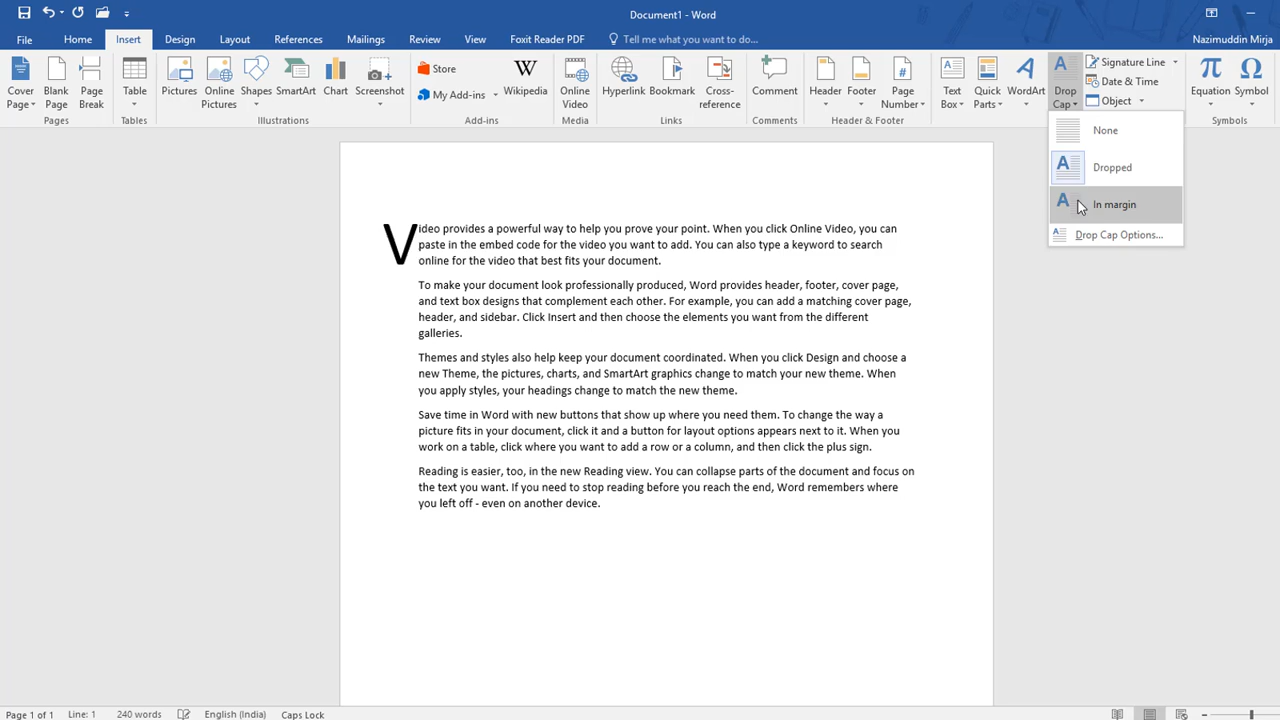 Document1 - Word
File Home Insert Design Layout References Mailings Review View Foxit Reader PDF Tell me what you want to do... Nazimuddin Mirja
Cover Page
Blank Page
Page Break
Pages
Table
Tables
Pictures
Online Pictures
Shapes
SmartArt
Chart
Screenshot
Illustrations
Store
My Add-ins
W
Wikipedia
Add-ins
Online Video
Media
Hyperlink
Bookmark
Cross-reference
Links
Comment
Comments
Header
Footer
# Page Number
Header & Footer
A Text Box
Quick Parts
A WordArt
A Drop Cap
Signature Line
Date & Time
Object
π Equation
Ω Symbol
Symbols
None
A Dropped
A In margin
A Drop Cap Options...
Video provides a powerful way to help you prove your point. When you click Online Video, you can
paste in the embed code for the video you want to add. You can also type a keyword to search
online for the video that best fits your document.
To make your document look professionally produced, Word provides header, footer, cover page,
and text box designs that complement each other. For example, you can add a matching cover page,
header, and sidebar. Click Insert and then choose the elements you want from the different
galleries.
Themes and styles also help keep your document coordinated. When you click Design and choose a
new Theme, the pictures, charts, and SmartArt graphics change to match your new theme. When
you apply styles, your headings change to match the new theme.
Save time in Word with new buttons that show up where you need them. To change the way a
picture fits in your document, click it and a button for layout options appears next to it. When you
work on a table, click where you want to add a row or a column, and then click the plus sign.
Reading is easier, too, in the new Reading view. You can collapse parts of the document and focus on
the text you want. If you need to stop reading before you reach the end, Word remembers where
you left off - even on another device.
Page 1 of 1 Line: 1 240 words English (India) Caps Lock